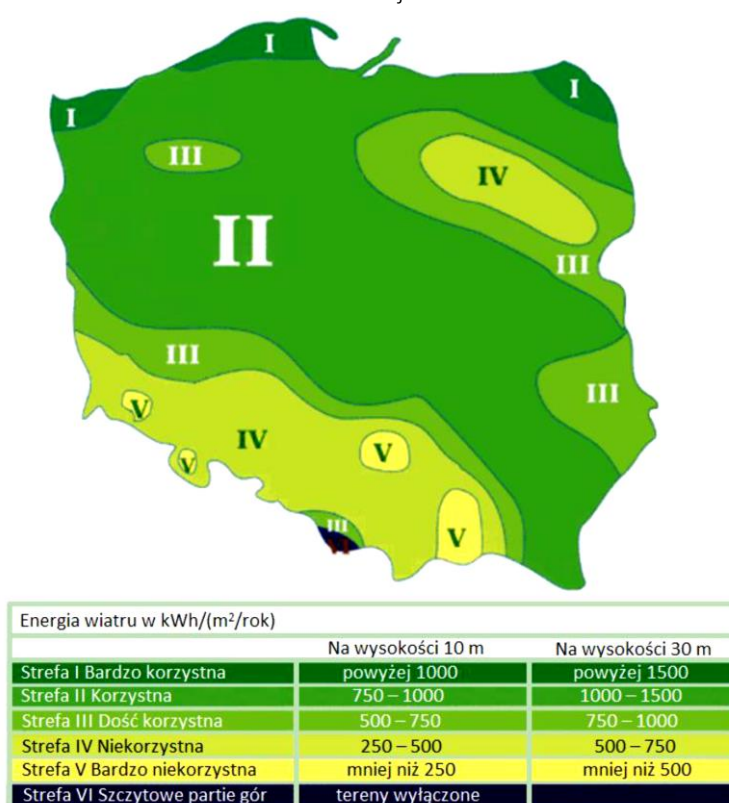 I
I
I
III
IV
II
III
III
III
V
IV
V
V
III
VI
V
Energia wiatru w kWh/(m²/rok)
Na wysokości 10 m Na wysokości 30 m
Strefa I Bardzo korzystna powyżej 1000 powyżej 1500
Strefa II Korzystna 750 – 1000 1000 – 1500
Strefa III Dość korzystna 500 – 750 750 – 1000
Strefa IV Niekorzystna 250 – 500 500 – 750
Strefa V Bardzo niekorzystna mniej niż 250 mniej niż 500
Strefa VI Szczytowe partie gór tereny wyłączone